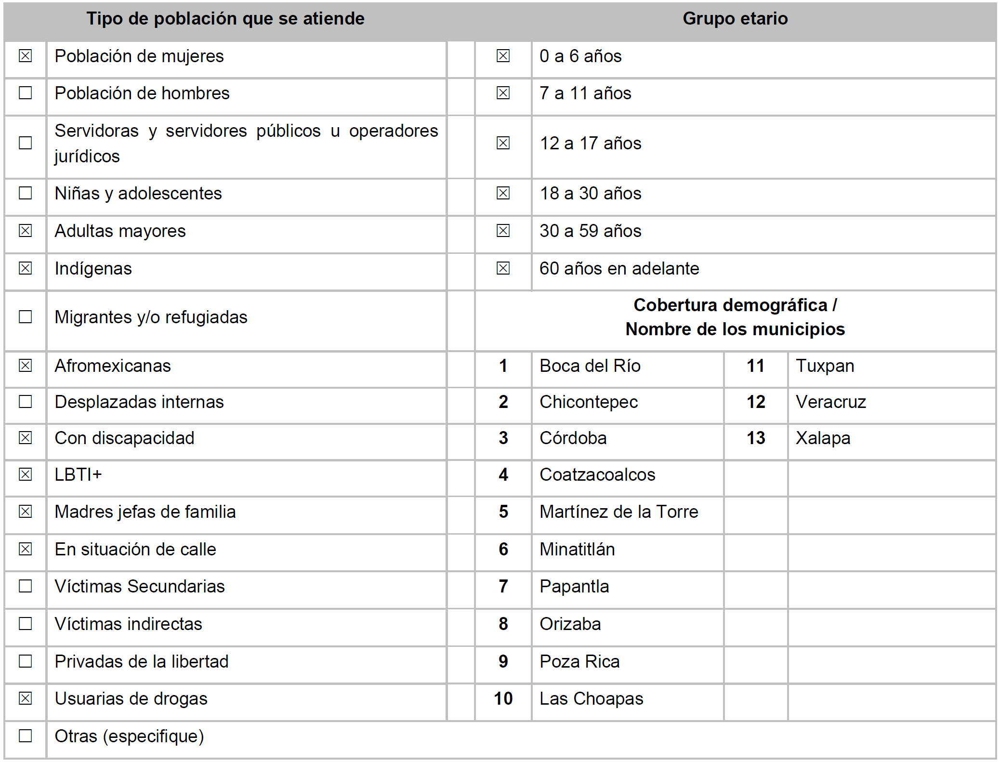 Tipo de población que se atiende Grupo etario
☒ Población de mujeres ☒ 0 a 6 años
☐ Población de hombres ☒ 7 a 11 años
☐ Servidoras y servidores públicos u operadores
jurídicos ☒ 12 a 17 años
☐ Niñas y adolescentes ☒ 18 a 30 años
☒ Adultas mayores ☒ 30 a 59 años
☒ Indígenas ☒ 60 años en adelante
☐ Migrantes y/o refugiadas Cobertura demográfica /
Nombre de los municipios
☒ Afromexicanas 1 Boca del Río 11 Tuxpan
☐ Desplazadas internas 2 Chicontepec 12 Veracruz
☒ Con discapacidad 3 Córdoba 13 Xalapa
☒ LBTI+ 4 Coatzacoalcos
☒ Madres jefas de familia 5 Martínez de la Torre
☒ En situación de calle 6 Minatitlán
☐ Víctimas Secundarias 7 Papantla
☐ Víctimas indirectas 8 Orizaba
☐ Privadas de la libertad 9 Poza Rica
☒ Usuarias de drogas 10 Las Choapas
☐ Otras (especifique)